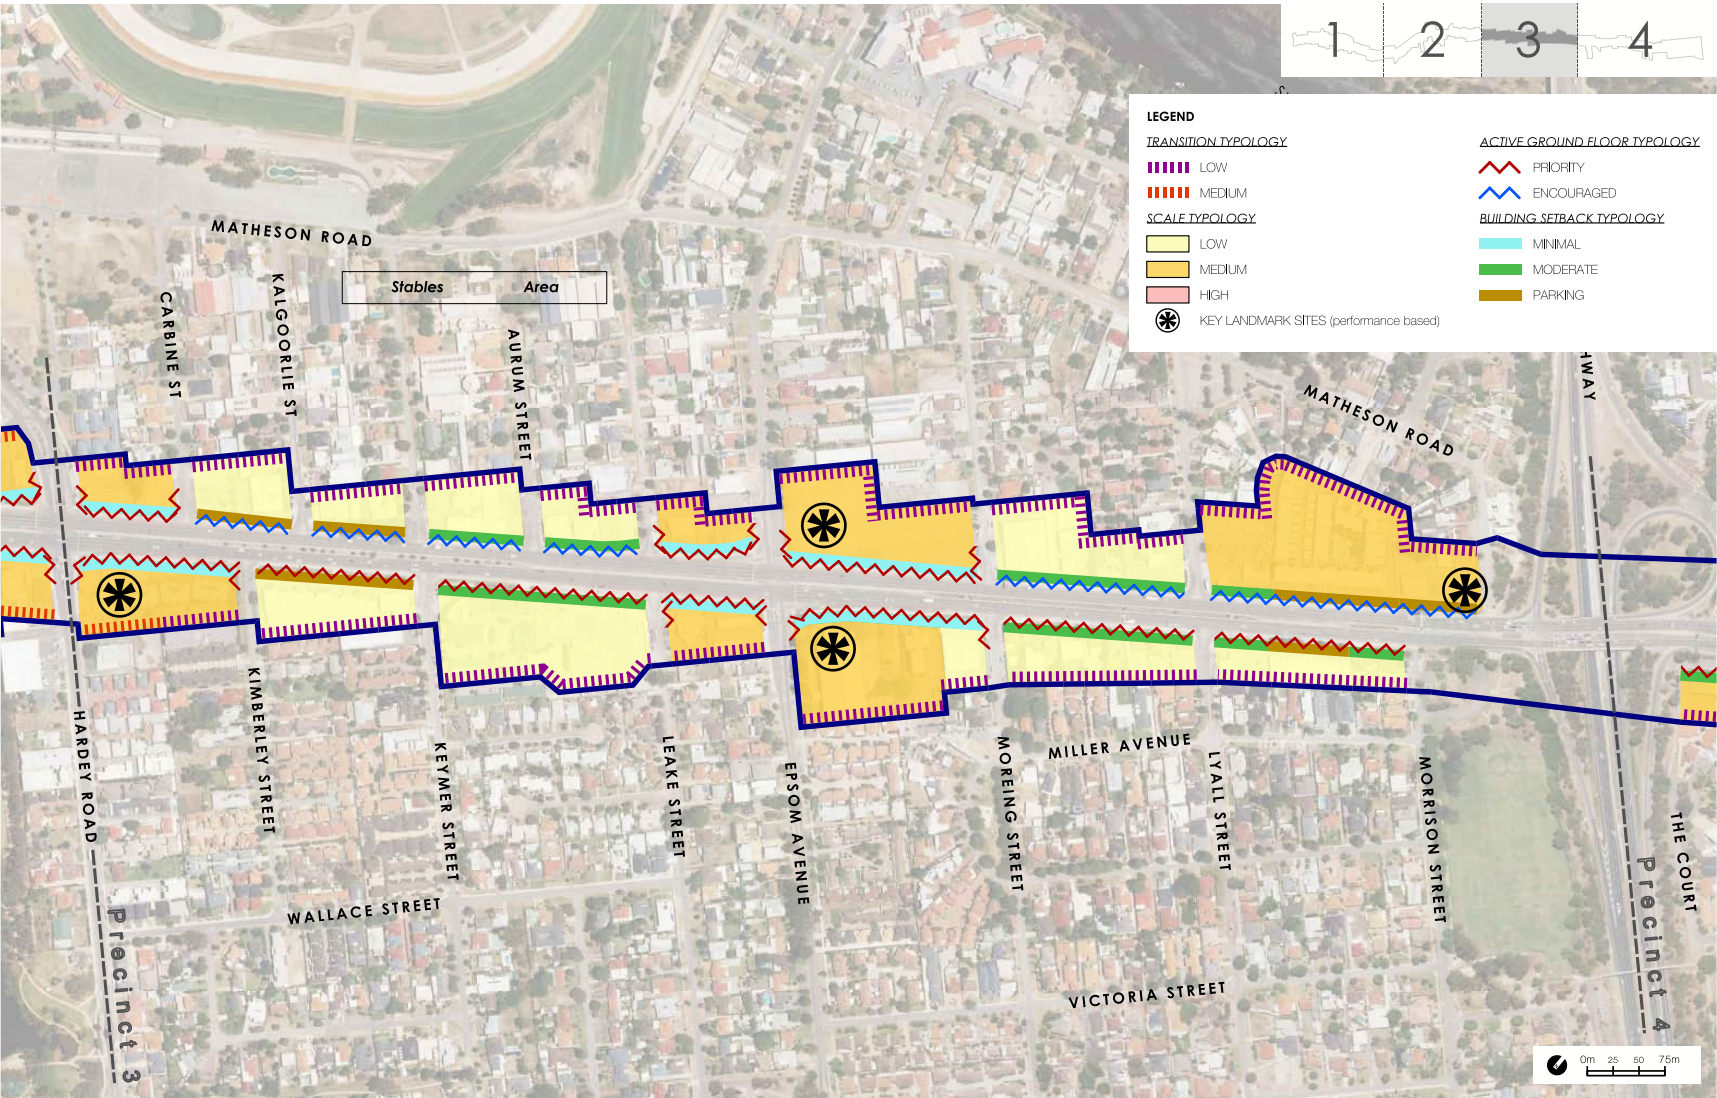 1 2 3 4
LEGEND
TRANSITION TYPOLOGY
LOW
MEDIUM
SCALE TYPOLOGY
LOW
MEDIUM
HIGH
KEY LANDMARK SITES (performance based)
ACTIVE GROUND FLOOR TYPOLOGY
PRIORITY
ENCOURAGED
BUILDING SETBACK TYPOLOGY
MINIMAL
MODERATE
PARKING
MATHESON ROAD
Stables Area
CARBINE ST
KALGOORLIE ST
AURUM STREET
HWAY
MATHESON ROAD
HARDEY ROAD
KIMBERLEY STREET
KEYMER STREET
LEAKE STREET
EPSOM AVENUE
MOREING STREET
MILLER AVENUE
LYALL STREET
MORRISON STREET
THE COURT
WALLACE STREET
VICTORIA STREET
Precinct 3
Precinct 4
0m 25 50 75m